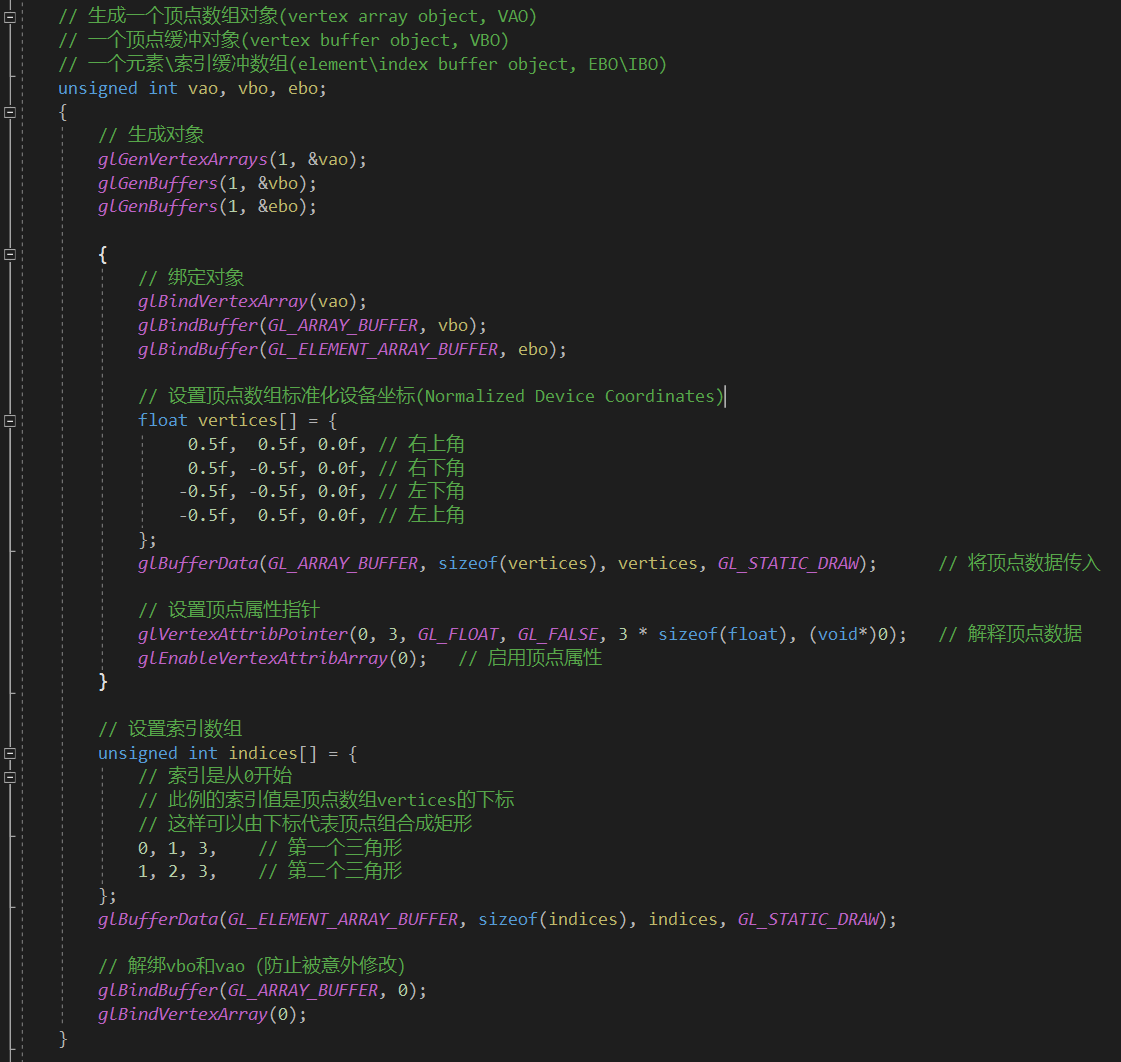 // 生成一个顶点数组对象(vertex array object, VAO)
// 一个顶点缓冲对象(vertex buffer object, VBO)
// 一个元素\索引缓冲数组(element\index buffer object, EBO\IBO)
unsigned int vao, vbo, ebo;
{
    // 生成对象
    glGenVertexArrays(1, &vao);
    glGenBuffers(1, &vbo);
    glGenBuffers(1, &ebo);

    {
        // 绑定对象
        glBindVertexArray(vao);
        glBindBuffer(GL_ARRAY_BUFFER, vbo);
        glBindBuffer(GL_ELEMENT_ARRAY_BUFFER, ebo);

        // 设置顶点数组标准化设备坐标(Normalized Device Coordinates)
        float vertices[] = {
             0.5f,  0.5f, 0.0f, // 右上角
             0.5f, -0.5f, 0.0f, // 右下角
            -0.5f, -0.5f, 0.0f, // 左下角
            -0.5f,  0.5f, 0.0f, // 左上角
        };
        glBufferData(GL_ARRAY_BUFFER, sizeof(vertices), vertices, GL_STATIC_DRAW);      // 将顶点数据传入

        // 设置顶点属性指针
        glVertexAttribPointer(0, 3, GL_FLOAT, GL_FALSE, 3 * sizeof(float), (void*)0);   // 解释顶点数据
        glEnableVertexAttribArray(0);   // 启用顶点属性
    }

    // 设置索引数组
    unsigned int indices[] = {
        // 索引是从0开始
        // 此例的索引值是顶点数组vertices的下标
        // 这样可以由下标代表顶点组合成矩形
        0, 1, 3,    // 第一个三角形
        1, 2, 3,    // 第二个三角形
    };
    glBufferData(GL_ELEMENT_ARRAY_BUFFER, sizeof(indices), indices, GL_STATIC_DRAW);

    // 解绑vbo和vao (防止被意外修改)
    glBindBuffer(GL_ARRAY_BUFFER, 0);
    glBindVertexArray(0);
}